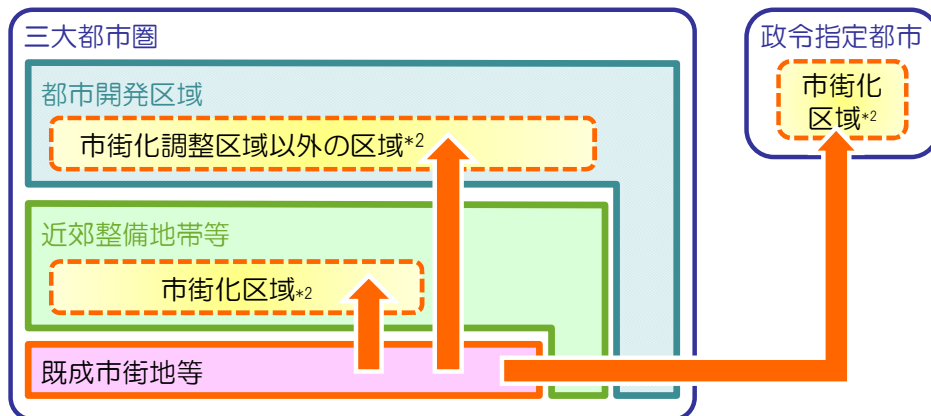 三大都市圏
都市開発区域
市街化調整区域以外の区域*2
近郊整備地帯等
市街化区域*2
既成市街地等
政令指定都市
市街化
区域*2